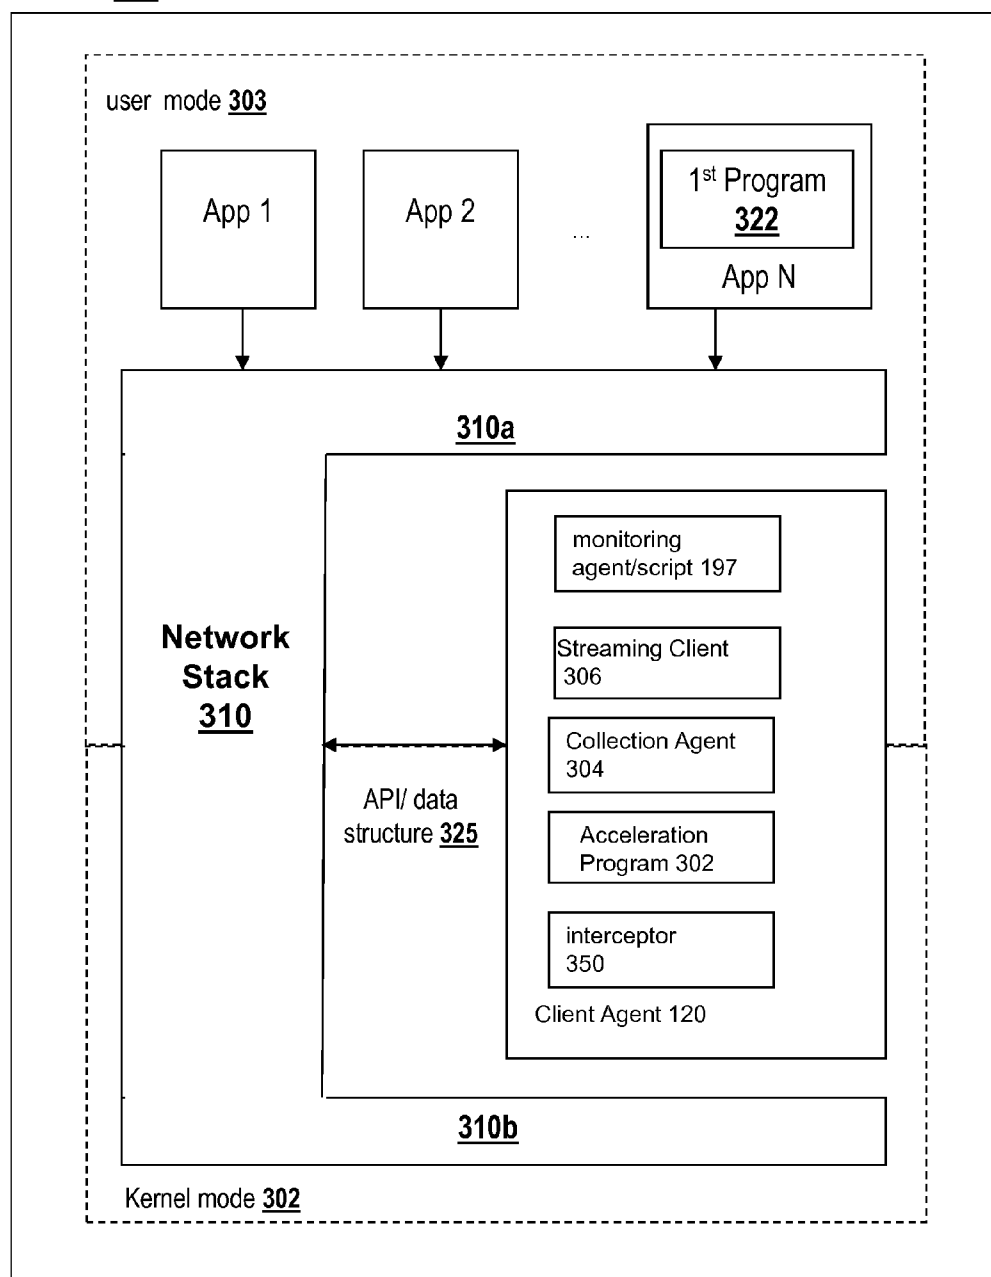 user mode 303
App 1
App 2
...
1st Program
322
App N
310a
Network
Stack
310
API/ data
structure 325
monitoring
agent/script 197
Streaming Client
306
Collection Agent
304
Acceleration
Program 302
interceptor
350
Client Agent 120
310b
Kernel mode 302